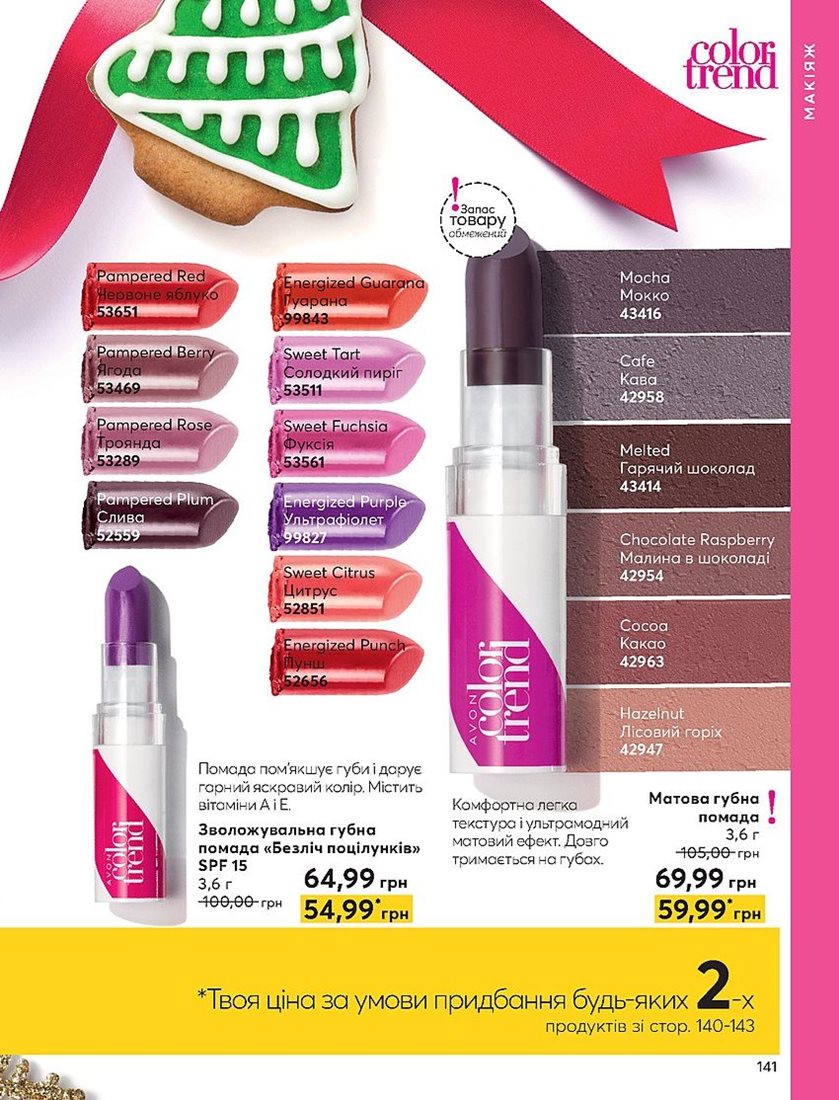 color
trend
МАКІЯЖ
!
Запас
товару
обмежений
Pampered Red
Червоне яблуко
53651
Pampered Berry
Ягода
53469
Pampered Rose
Троянда
53289
Pampered Plum
Слива
52559
Energized Guarana
Гуарана
99843
Sweet Tart
Солодкий пиріг
53511
Sweet Fuchsia
Фуксія
53561
Energized Purple
Ультрафіолет
99827
Sweet Citrus
Цитрус
52851
Energized Punch
Пунш
52656
Mocha
Мокко
43416
Cafe
Кава
42958
Melted
Гарячий шоколад
43414
Chocolate Raspberry
Малина в шоколаді
42954
Cocoa
Какао
42963
Hazelnut
Лісовий горіх
42947
AVON
color
trend
AVON
color
trend
Помада пом'якшує губи і дарує
гарний яскравий колір. Містить
вітаміни А і Е.
Зволожувальна губна
помада «Безліч поцілунків»
SPF 15
3,6 г
100,00 грн
64,99 грн
54,99* грн
Комфортна легка
текстура і ультрамодний
матовий ефект. Довго
тримається на губах.
Матова губна
помада !
3,6 г
105,00 грн
69,99 грн
59,99* грн
*Твоя ціна за умови придбання будь-яких 2-х
продуктів зі стор. 140-143
141